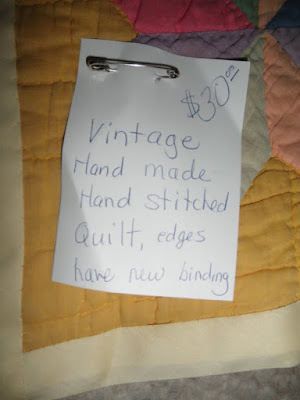 $30.00
Vintage
Hand made
Hand stitched
Quilt, edges
have new binding